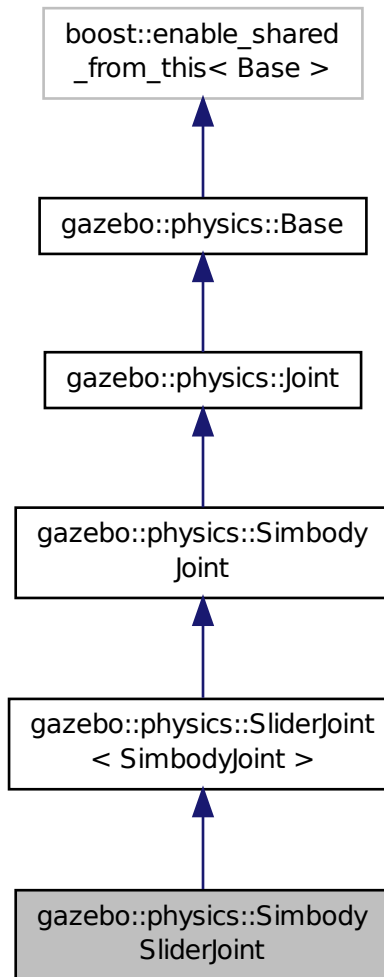 boost::enable_shared
_from_this< Base >
gazebo::physics::Base
gazebo::physics::Joint
gazebo::physics::Simbody
Joint
gazebo::physics::SliderJoint
< SimbodyJoint >
gazebo::physics::Simbody
SliderJoint